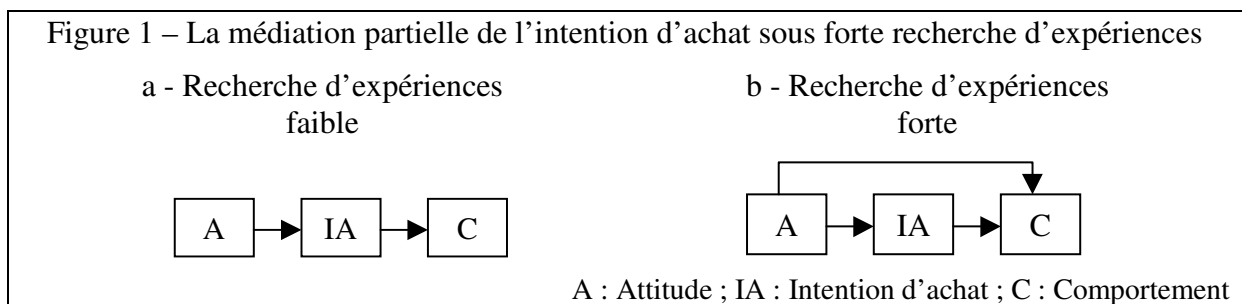 Figure 1 – La médiation partielle de l’intention d’achat sous forte recherche d’expériences
a - Recherche d’expériences
faible
b - Recherche d’expériences
forte
A
IA
C
A
IA
C
A : Attitude ; IA : Intention d’achat ; C : Comportement